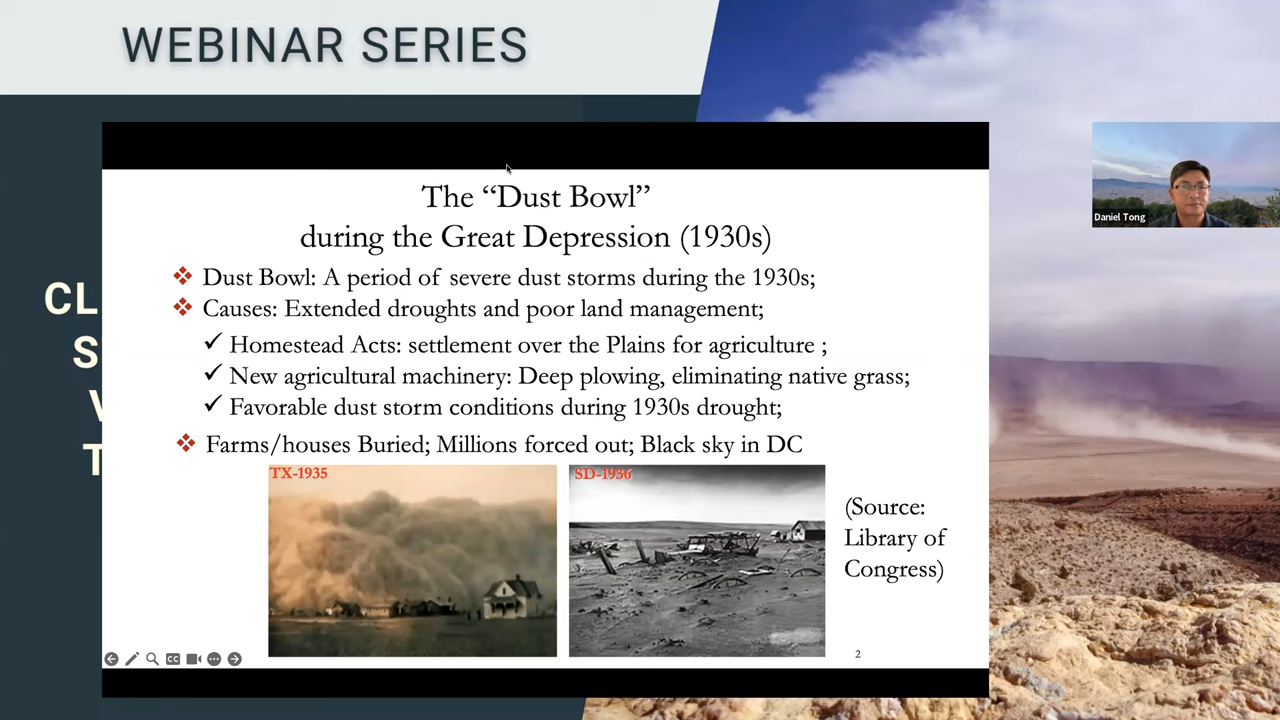 WEBINAR SERIES
CL
S
T
Daniel Tong
The “Dust Bowl”
during the Great Depression (1930s)
Dust Bowl: A period of severe dust storms during the 1930s;
Causes: Extended droughts and poor land management;
Homestead Acts: settlement over the Plains for agriculture ;
New agricultural machinery: Deep plowing, eliminating native grass;
Favorable dust storm conditions during 1930s drought;
Farms/houses Buried; Millions forced out; Black sky in DC
TX-1935
SD-1936
(Source:
Library of
Congress)
CC
2